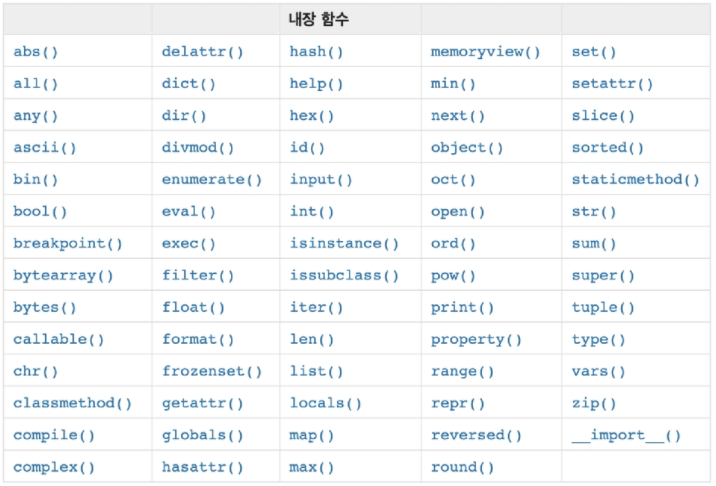 내장 함수
abs() delattr() hash() memoryview() set()
all() dict() help() min() setattr()
any() dir() hex() next() slice()
ascii() divmod() id() object() sorted()
bin() enumerate() input() oct() staticmethod()
bool() eval() int() open() str()
breakpoint() exec() isinstance() ord() sum()
bytearray() filter() issubclass() pow() super()
bytes() float() iter() print() tuple()
callable() format() len() property() type()
chr() frozenset() list() range() vars()
classmethod() getattr() locals() repr() zip()
compile() globals() map() reversed() __import__()
complex() hasattr() max() round()